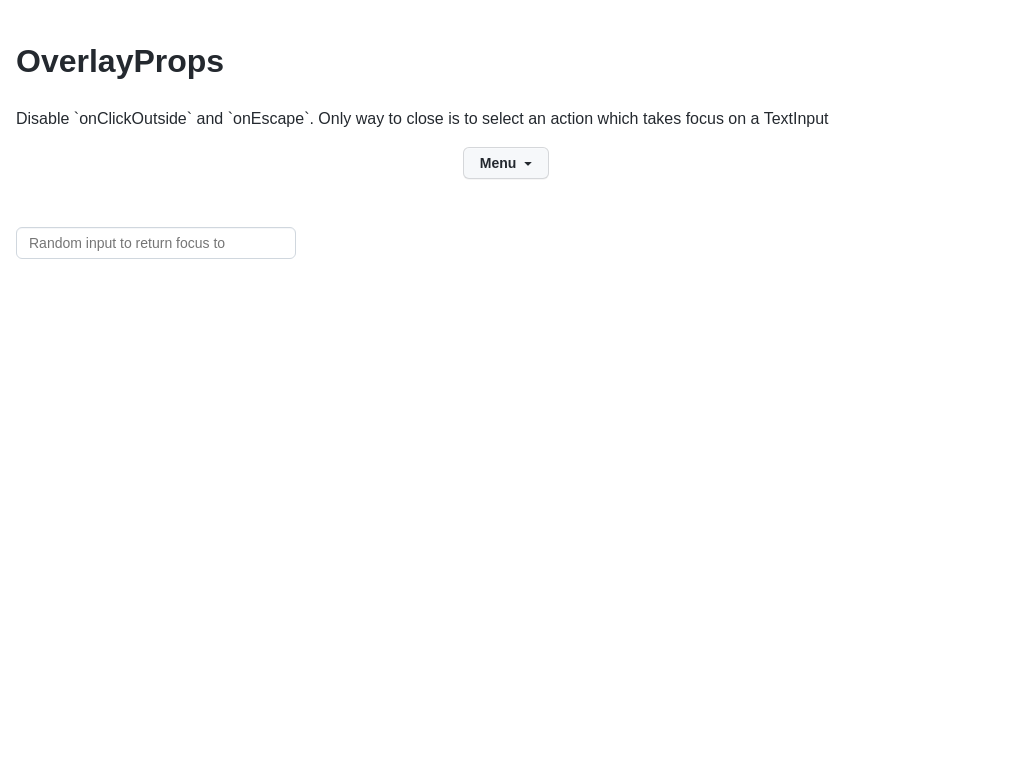 OverlayProps
Disable `onClickOutside` and `onEscape`. Only way to close is to select an action which takes focus on a TextInput
Menu
Random input to return focus to